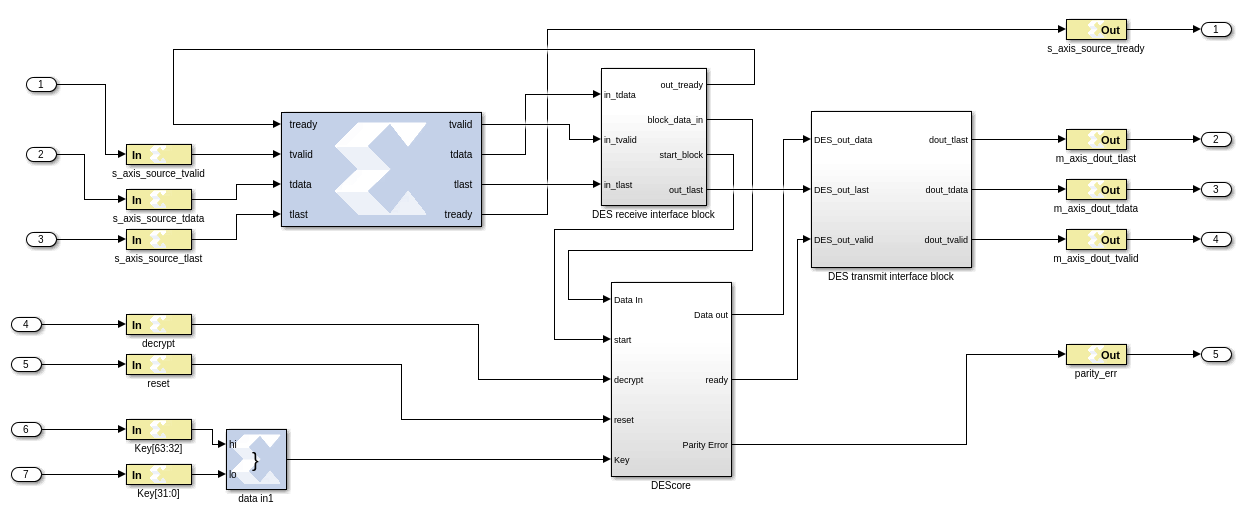 Out
1
s_axis_source_tready
1
2
In
s_axis_source_tvalid
In
s_axis_source_tdata
3
In
s_axis_source_tlast
tready
tvalid
tdata
tlast
tvalid
tdata
tlast
tready
in_tdata
in_tvalid
in_tlast
out_tready
block_data_in
start_block
out_tlast
DES receive interface block
DES_out_data
DES_out_last
DES_out_valid
dout_tlast
dout_tdata
dout_tvalid
DES transmit interface block
Out
2
m_axis_dout_tlast
Out
3
m_axis_dout_tdata
Out
4
m_axis_dout_tvalid
4
In
decrypt
5
In
reset
6
In
Key[63:32]
7
In
Key[31:0]
hi
lo
}
data in1
Data In
start
decrypt
reset
Key
Data out
ready
Parity Error
DEScore
Out
5
parity_err